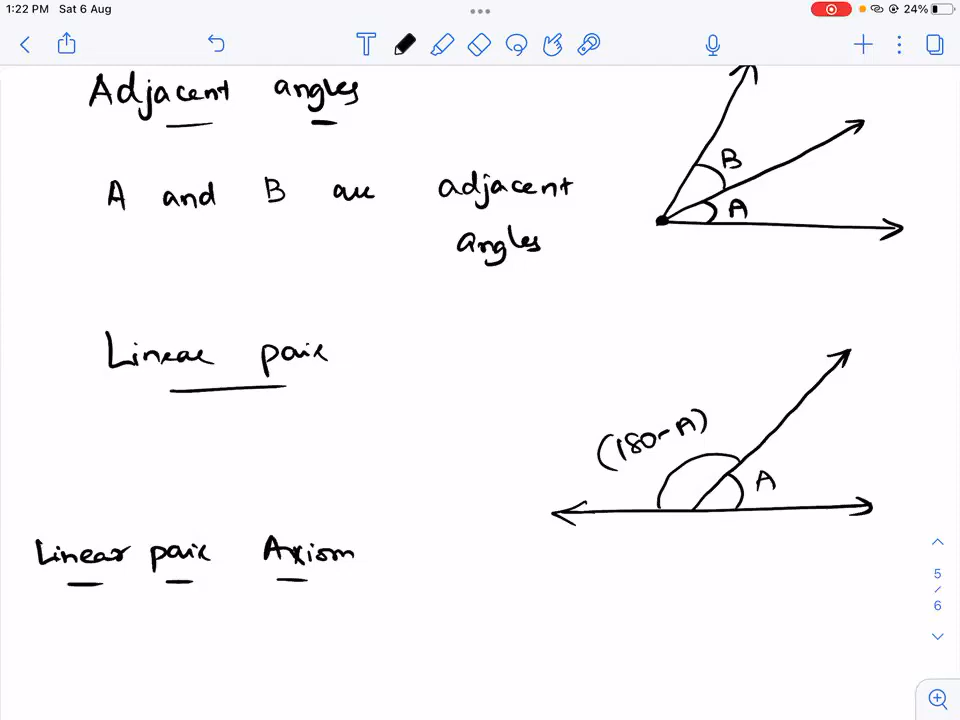 1:22 PM Sat 6 Aug
24%
T
Adjacent angles
B
A
A and B are adjacent
angles
Linear pair
(180-A)
A
Linear pair Axiom
5
/
6